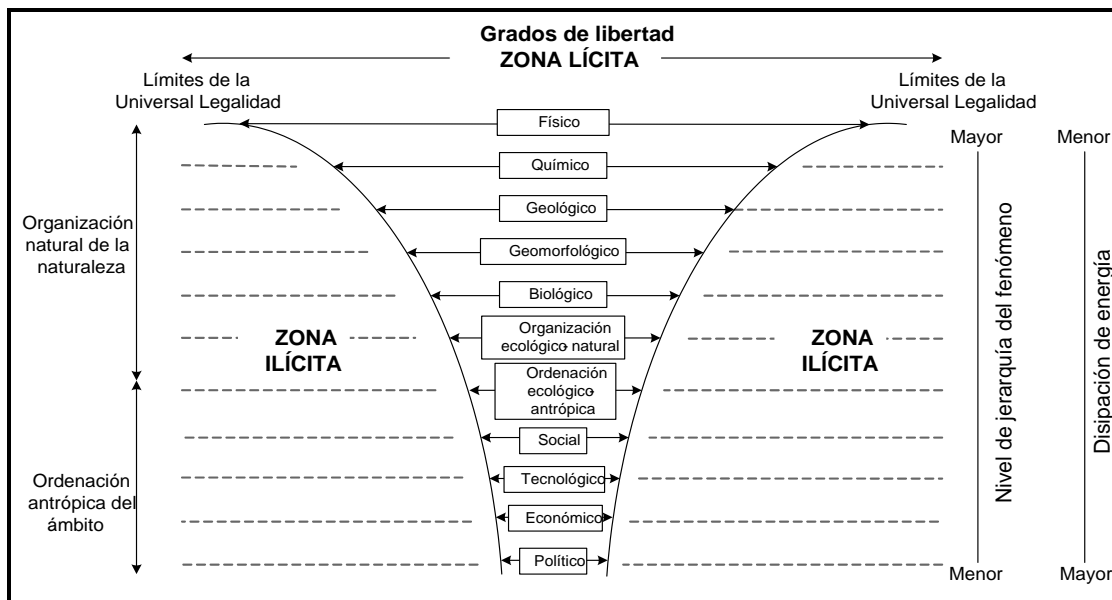 Grados de libertad
ZONA LÍCITA
Límites de la
Universal Legalidad
Límites de la
Universal Legalidad
Físico
Mayor
Menor
Químico
Geológico
Organización
natural de la
naturaleza
Geomorfológico
Biológico
ZONA
ILÍCITA
Organización
ecológico-natural
ZONA
ILÍCITA
Ordenación
ecológico-
antrópica
Social
Ordenación
antrópica del
ámbito
Tecnológico
Económico
Político
Menor
Mayor
Nivel de jerarquía del fenómeno
Disipación de energía